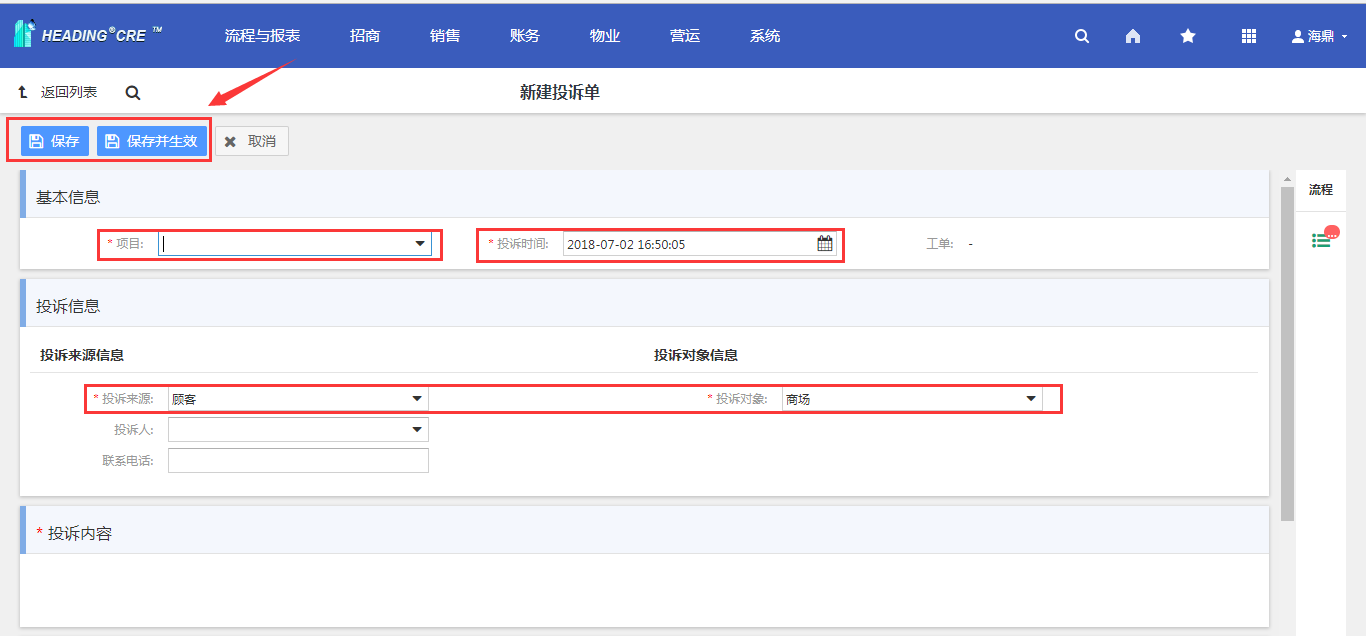 HEADING®CRE ™ 流程与报表 招商 销售 账务 物业 营运 系统 海鼎
返回列表 新建投诉单
保存 保存并生效 取消
基本信息 流程
* 项目: * 投诉时间: 2018-07-02 16:50:05 工单: -
投诉信息
投诉来源信息 投诉对象信息
* 投诉来源: 顾客 * 投诉对象: 商场
投诉人:
联系电话:
* 投诉内容